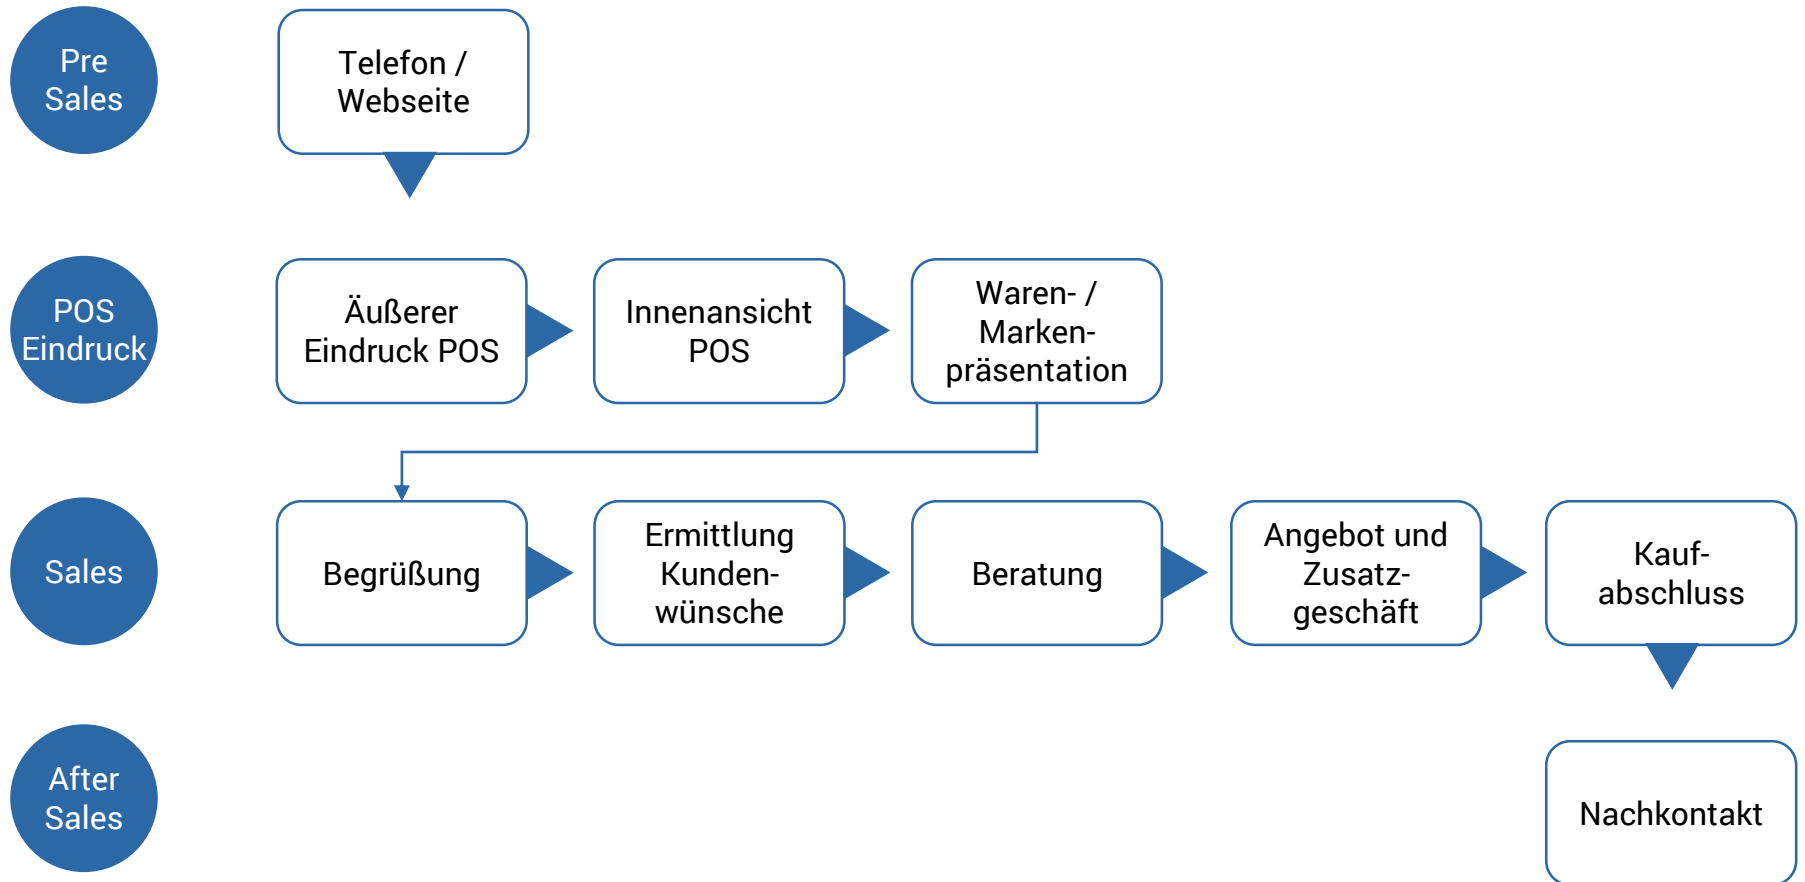 Pre
Sales
Telefon /
Webseite
POS
Eindruck
Äußerer
Eindruck POS
Innenansicht
POS
Waren- /
Marken-
präsentation
Sales
Begrüßung
Ermittlung
Kunden-
wünsche
Beratung
Angebot und
Zusatz-
geschäft
Kauf-
abschluss
After
Sales
Nachkontakt